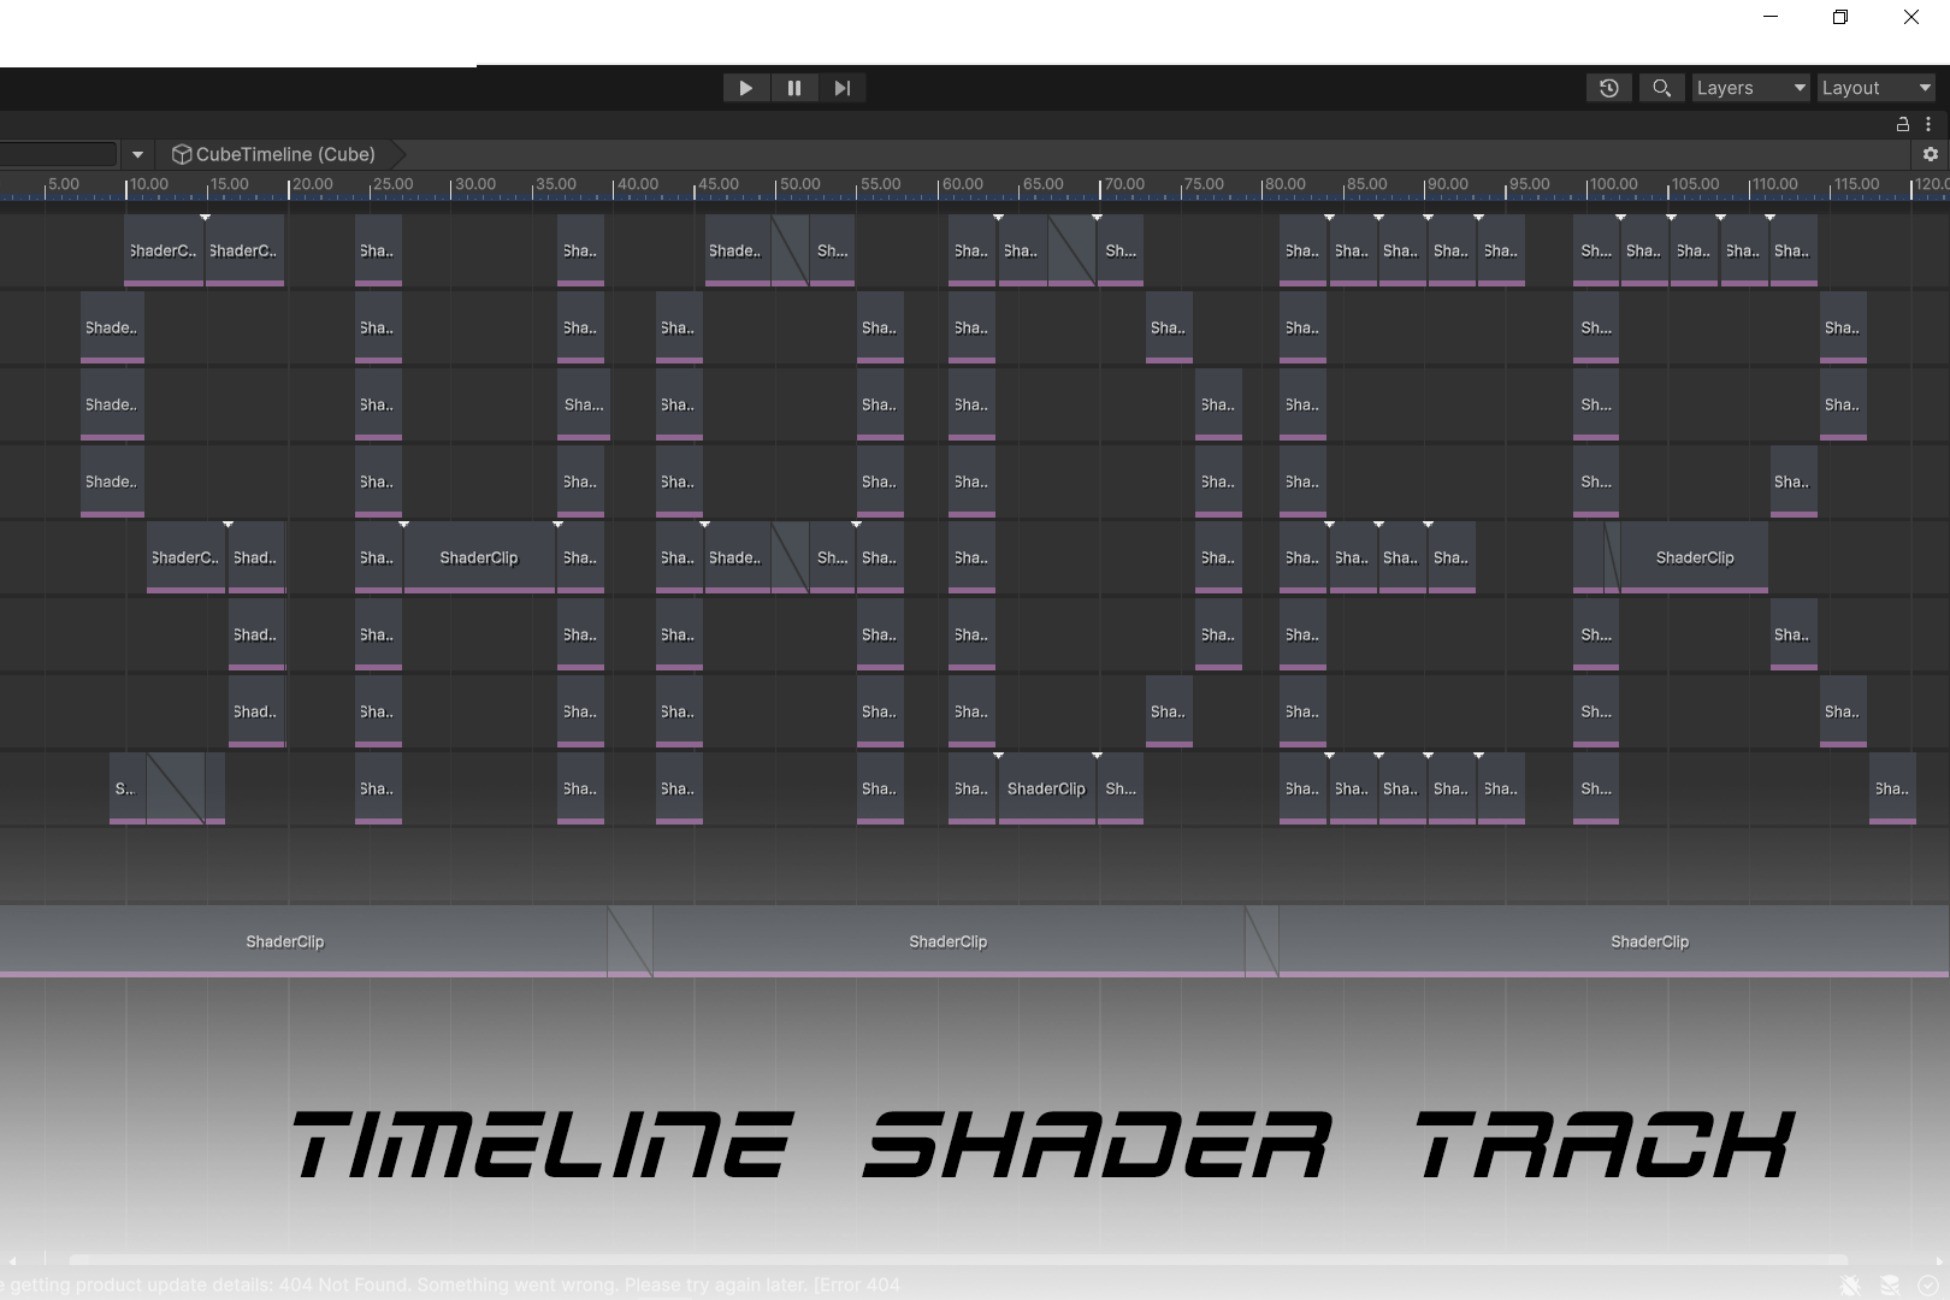 Layers Layout
CubeTimeline (Cube)
5.00 10.00 15.00 20.00 25.00 30.00 35.00 40.00 45.00 50.00 55.00 60.00 65.00 70.00 75.00 80.00 85.00 90.00 95.00 100.00 105.00 110.00 115.00 120.0
ShaderC.. ShaderC.. Sha.. Sha.. Shade.. Sh... Sha.. Sha.. Sh... Sha.. Sha.. Sha.. Sha.. Sha.. Sh... Sha.. Sha.. Sha.. Sha..
Shade.. Sha.. Sha.. Sha.. Sha.. Sha.. Sha.. Sha.. Sh... Sha..
Shade.. Sha.. Sha... Sha.. Sha.. Sha.. Sha.. Sha.. Sh... Sha..
Shade.. Sha.. Sha.. Sha.. Sha.. Sha.. Sha.. Sha.. Sh... Sha..
ShaderC.. Shad.. Sha.. ShaderClip Sha.. Sha.. Shade.. Sh... Sha.. Sha.. Sha.. Sha.. Sha.. Sha.. Sha.. ShaderClip
Shad.. Sha.. Sha.. Sha.. Sha.. Sha.. Sha.. Sha.. Sh... Sha..
Shad.. Sha.. Sha.. Sha.. Sha.. Sha.. Sha.. Sha.. Sh... Sha..
S... Sha.. Sha.. Sha.. Sha.. Sha.. ShaderClip Sh... Sha.. Sha.. Sha.. Sha.. Sha.. Sh... Sha..
ShaderClip ShaderClip ShaderClip
TIMELINE SHADER TRACK
e getting product update details: 404 Not Found. Something went wrong. Please try again later. [Error 404